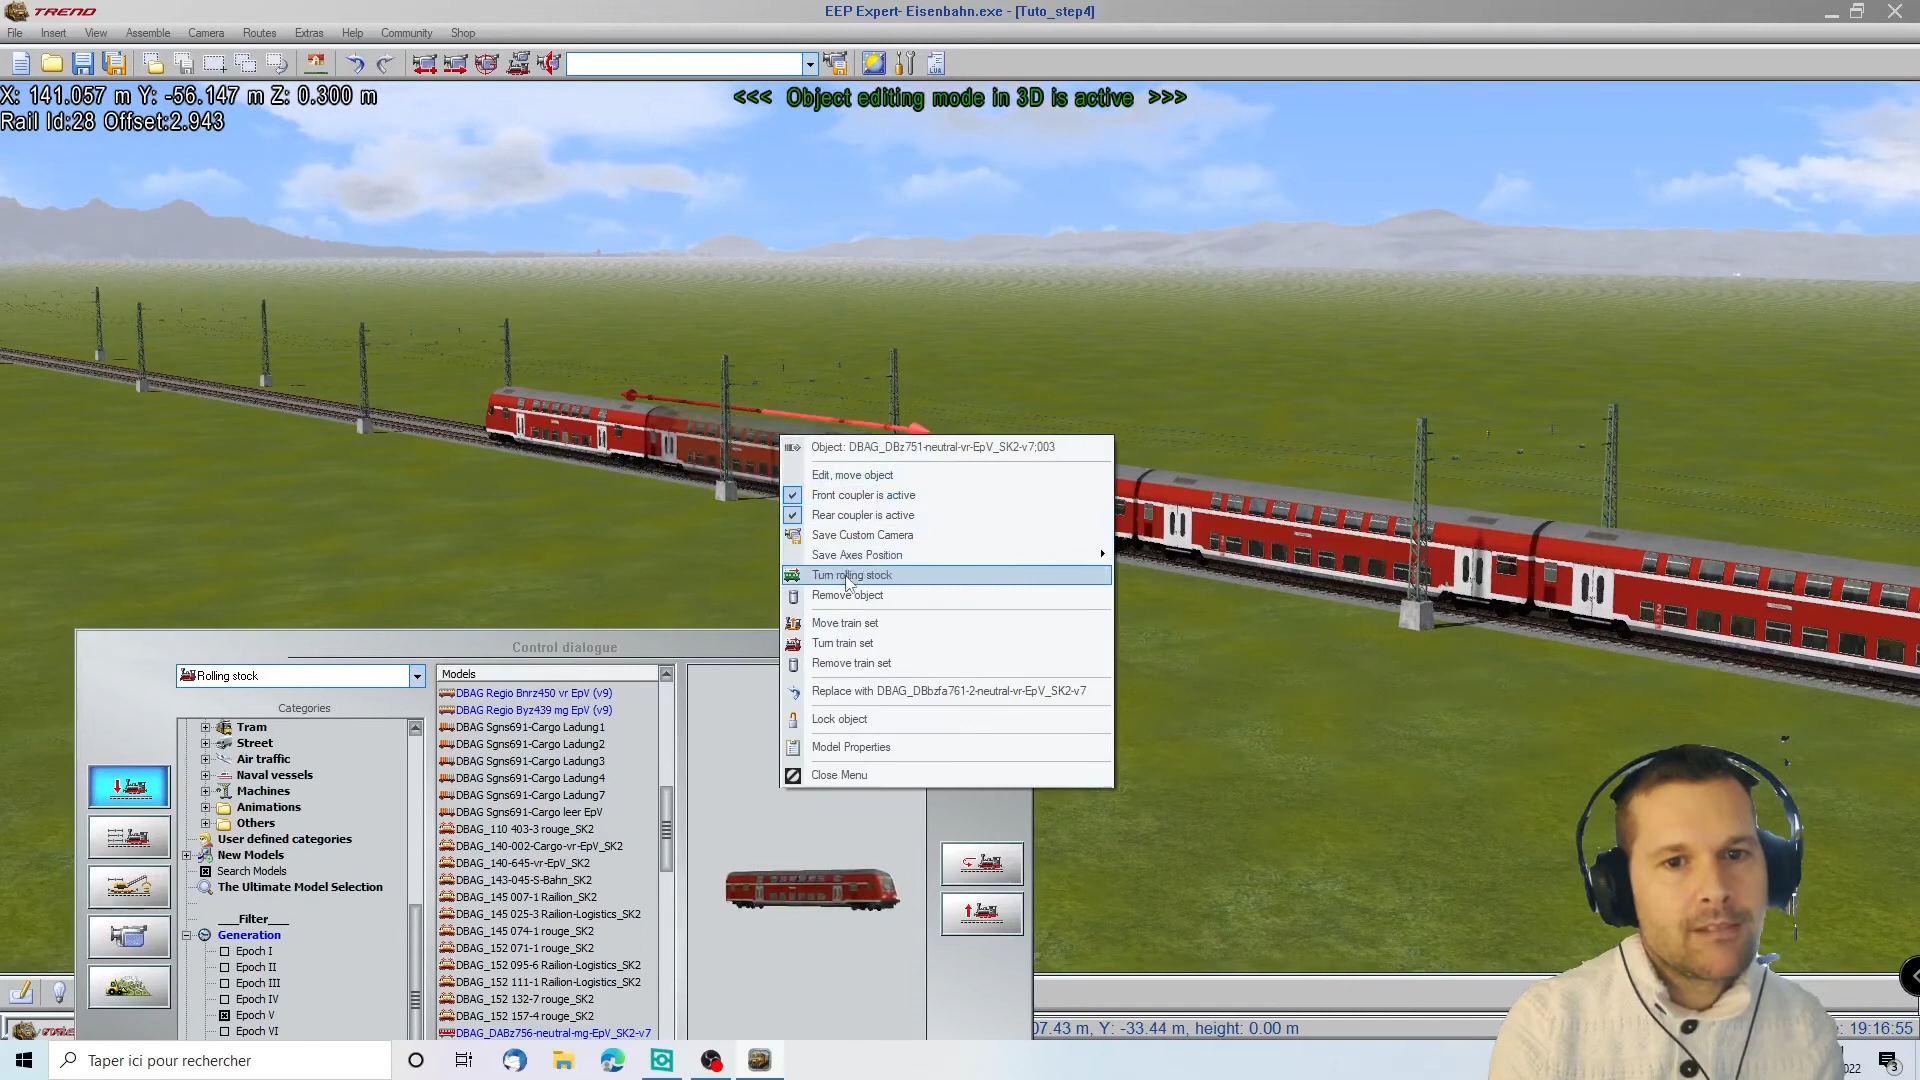 TREND
EEP Expert- Eisenbahn.exe - [Tuto_step4]
File Insert View Assemble Camera Routes Extras Help Community Shop
LUA
X: 141.057 m Y: -56.147 m Z: 0.300 m
<<< Object editing mode in 3D is active >>>
Rail Id:28 Offset:2.943
Object: DBAG_DBz751-neutral-vr-EpV_SK2-v7;003
Edit, move object
Front coupler is active
Rear coupler is active
Save Custom Camera
Save Axes Position
Turn rolling stock
Remove object
Move train set
Turn train set
Remove train set
Replace with DBAG_DBbzfa761-2-neutral-vr-EpV_SK2-v7
Lock object
Model Properties
Close Menu
Control dialogue
Rolling stock
Categories
Tram
Street
Air traffic
Naval vessels
Machines
Animations
Others
User defined categories
New Models
Search Models
The Ultimate Model Selection
___Filter___
Generation
Epoch I
Epoch II
Epoch III
Epoch IV
Epoch V
Epoch VI
Models
DBAG Regio Bnrz450 vr EpV (v9)
DBAG Regio Byz439 mg EpV (v9)
DBAG Sgns691-Cargo Ladung1
DBAG Sgns691-Cargo Ladung2
DBAG Sgns691-Cargo Ladung3
DBAG Sgns691-Cargo Ladung4
DBAG Sgns691-Cargo Ladung7
DBAG Sgns691-Cargo leer EpV
DBAG_110 403-3 rouge_SK2
DBAG_140-002-Cargo-vr-EpV_SK2
DBAG_140-645-vr-EpV_SK2
DBAG_143-045-S-Bahn_SK2
DBAG_145 007-1 Railion_SK2
DBAG_145 025-3 Railion-Logistics_SK2
DBAG_145 074-1 rouge_SK2
DBAG_152 071-1 rouge_SK2
DBAG_152 095-6 Railion-Logistics_SK2
DBAG_152 111-1 Railion-Logistics_SK2
DBAG_152 132-7 rouge_SK2
DBAG_152 157-4 rouge_SK2
DBAG_DABz756-neutral-mg-EpV_SK2-v7
07.43 m, Y: -33.44 m, height: 0.00 m
: 19:16:55
Taper ici pour rechercher
022
3